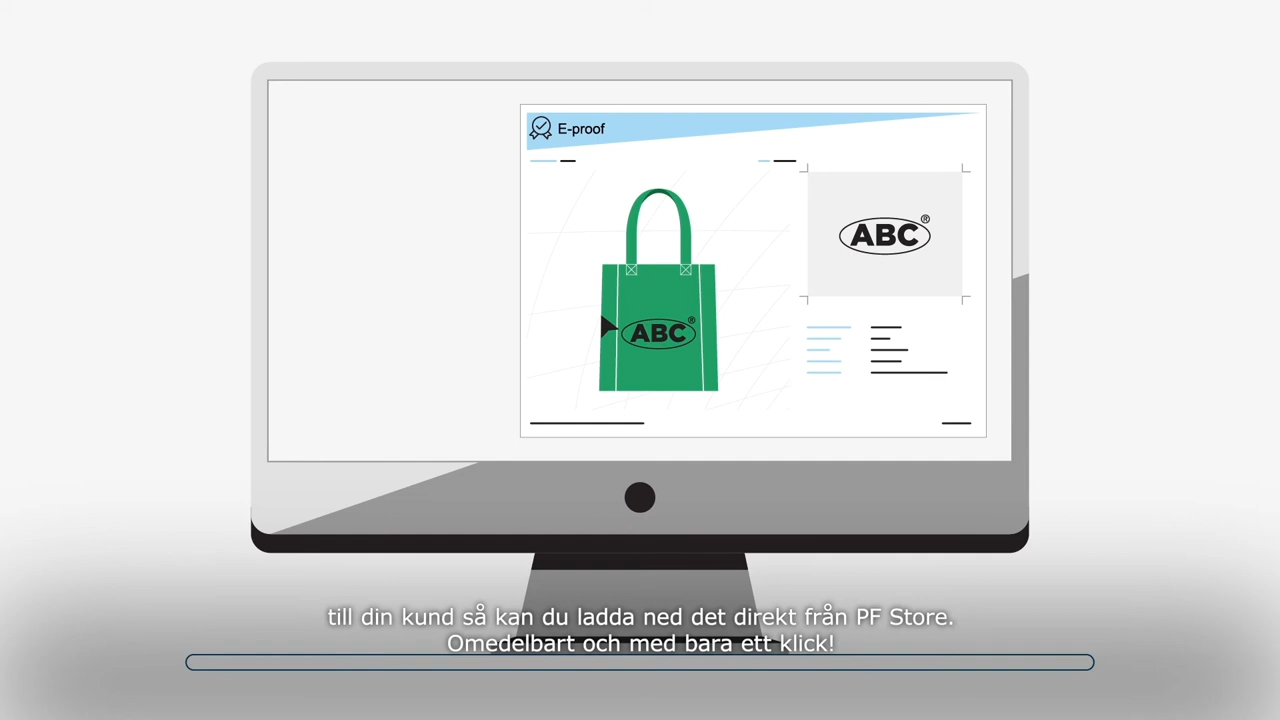 E-proof
ABC®
ABC®
till din kund så kan du ladda ned det direkt från PF Store.
Omedelbart och med bara ett klick!